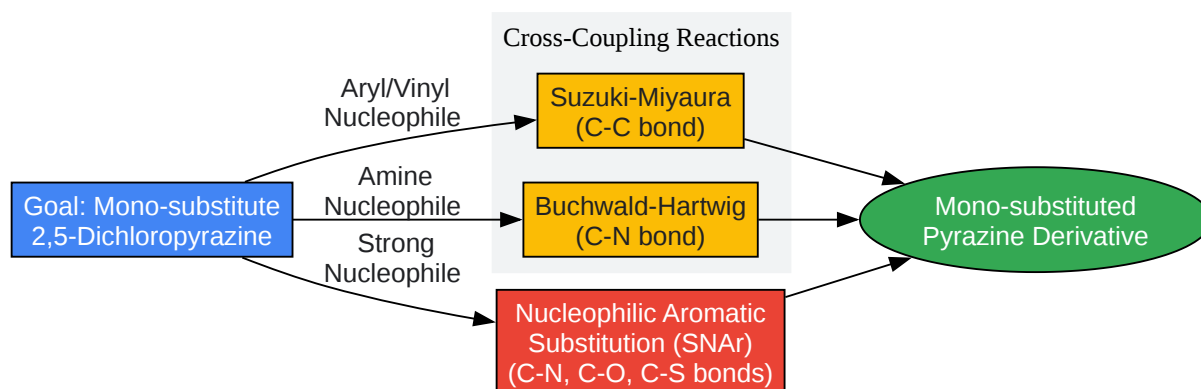 Cross-Coupling Reactions
Aryl/Vinyl
Nucleophile
Suzuki-Miyaura
(C-C bond)
Goal: Mono-substitute
2,5-Dichloropyrazine
Amine
Nucleophile
Buchwald-Hartwig
(C-N bond)
Mono-substituted
Pyrazine Derivative
Strong
Nucleophile
Nucleophilic Aromatic
Substitution (SNAr)
(C-N, C-O, C-S bonds)